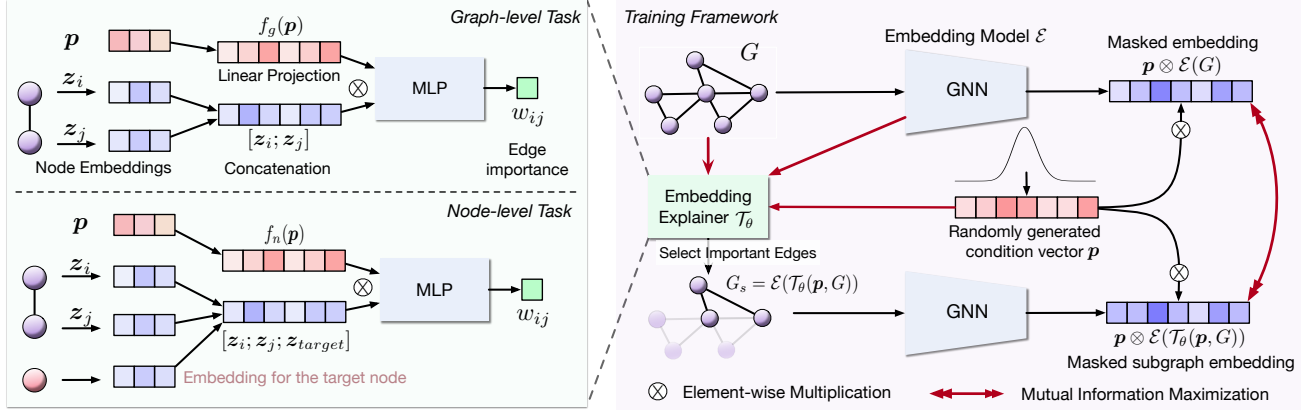 Graph-level Task
p
f_g(p)
Linear Projection
z_i
z_j
[z_i; z_j]
MLP
w_ij
Node Embeddings
Concatenation
Edge
importance
Node-level Task
p
f_n(p)
z_i
z_j
[z_i; z_j; z_target]
MLP
w_ij
Embedding for the target node
Training Framework
G
Embedding Model ℰ
GNN
Masked embedding
p ⊗ ℰ(G)
Embedding
Explainer 𝒯_θ
Randomly generated
condition vector p
Select Important Edges
G_s = ℰ(𝒯_θ(p, G))
GNN
p ⊗ ℰ(𝒯_θ(p, G))
Masked subgraph embedding
Element-wise Multiplication
Mutual Information Maximization